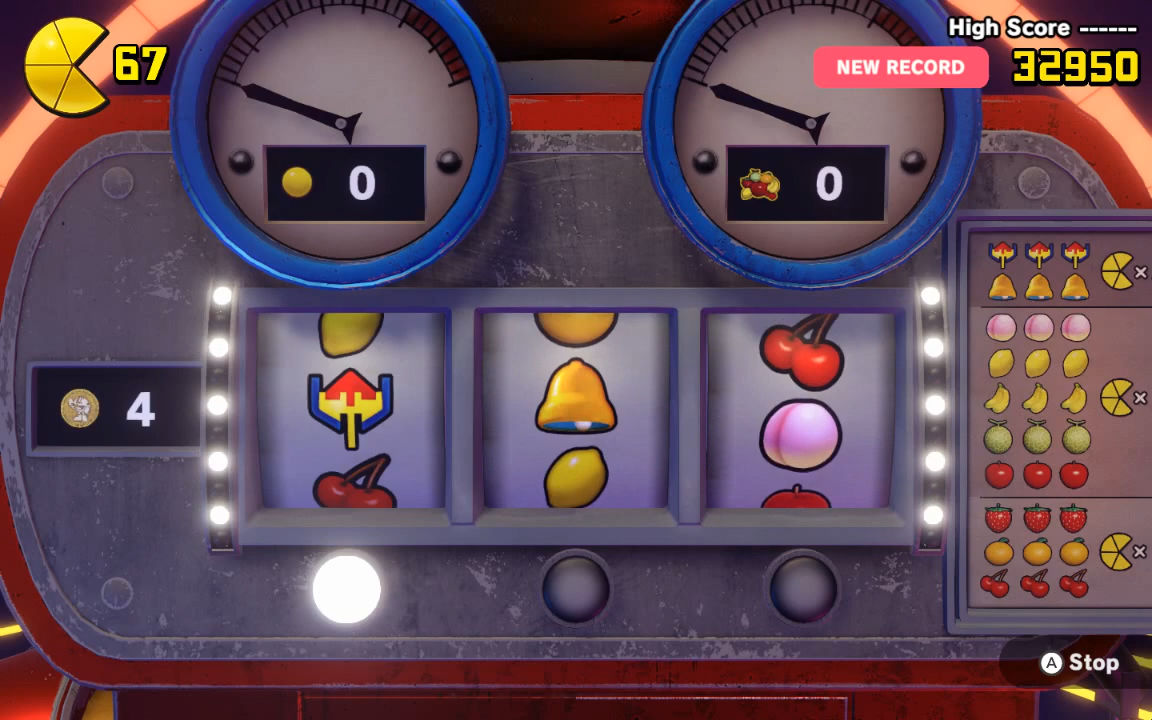 67
High Score ------
NEW RECORD
32950
0
0
4
×
×
×
A Stop